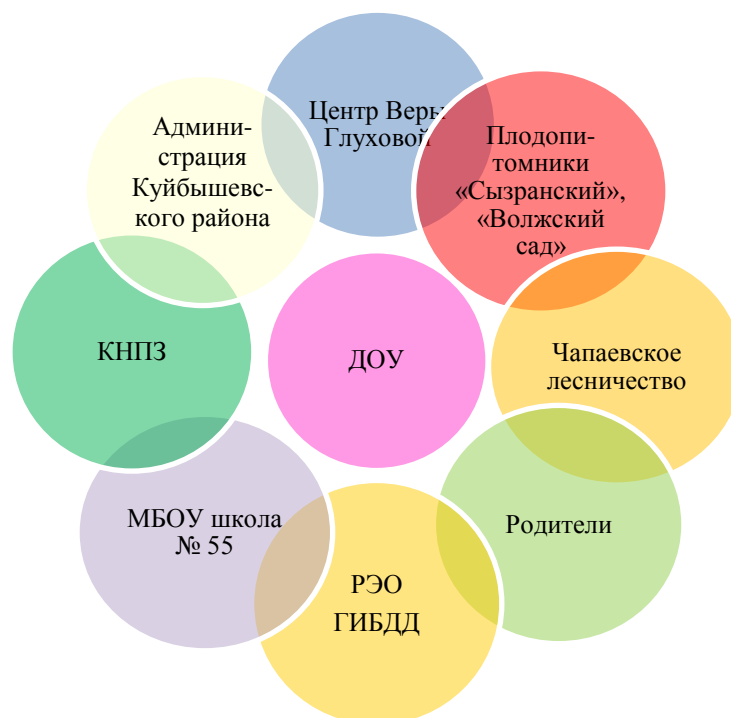 Центр Веры
Глуховой
Админи-
страция
Куйбышевс-
кого района
Плодопи-
томники
«Сызранский»,
«Волжский
сад»
КНПЗ
ДОУ
Чапаевское
лесничество
МБОУ школа
№ 55
Родители
РЭО
ГИБДД